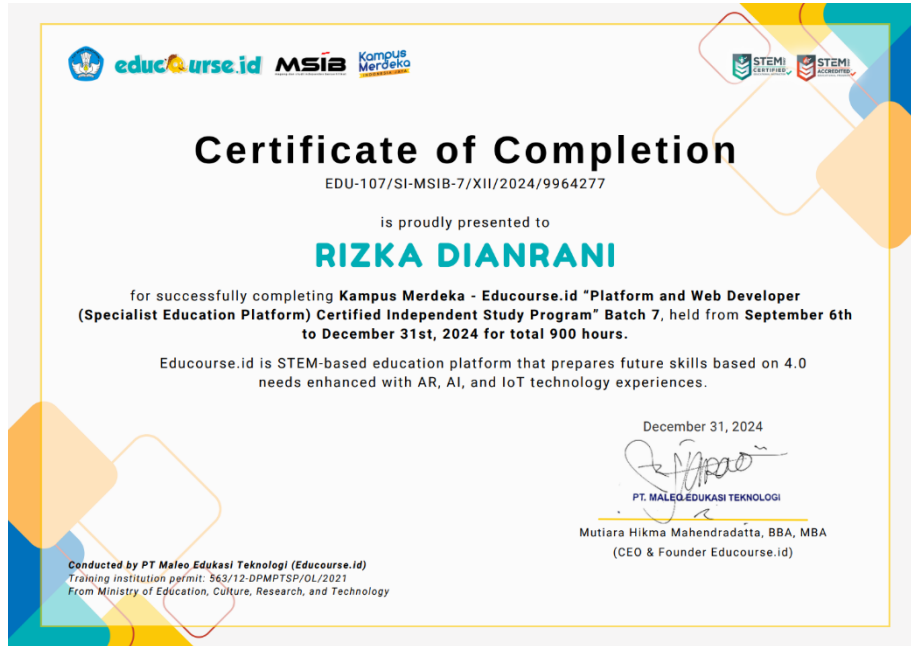 educourse.id MSIB Kampus Merdeka INDONESIA JAYA
STEMI CERTIFIED STEMI ACCREDITED
Certificate of Completion
EDU-107/SI-MSIB-7/XII/2024/9964277
is proudly presented to
RIZKA DIANRANI
for successfully completing Kampus Merdeka - Educourse.id “Platform and Web Developer
(Specialist Education Platform) Certified Independent Study Program” Batch 7, held from September 6th
to December 31st, 2024 for total 900 hours.
Educourse.id is STEM-based education platform that prepares future skills based on 4.0
needs enhanced with AR, AI, and IoT technology experiences.
December 31, 2024
PT. MALEO EDUKASI TEKNOLOGI
Mutiara Hikma Mahendradatta, BBA, MBA
(CEO & Founder Educourse.id)
Conducted by PT Maleo Edukasi Teknologi (Educourse.id)
Training institution permit: 563/12-DPMPTSP/OL/2021
From Ministry of Education, Culture, Research, and Technology